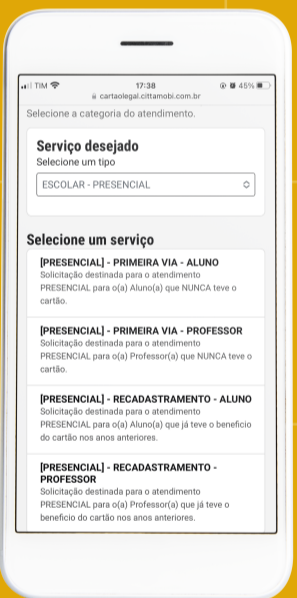 TIM 17:38 45%
cartaolegal.cittamobi.com.br
Selecione a categoria do atendimento.
Serviço desejado
Selecione um tipo
ESCOLAR - PRESENCIAL
Selecione um serviço
[PRESENCIAL] - PRIMEIRA VIA - ALUNO
Solicitação destinada para o atendimento
PRESENCIAL para o(a) Aluno(a) que NUNCA teve o
cartão.
[PRESENCIAL] - PRIMEIRA VIA - PROFESSOR
Solicitação destinada para o atendimento
PRESENCIAL para o(a) Professor(a) que NUNCA teve o
cartão.
[PRESENCIAL] - RECADASTRAMENTO - ALUNO
Solicitação destinada para o atendimento
PRESENCIAL para o(a) Aluno(a) que já teve o beneficio
do cartão nos anos anteriores.
[PRESENCIAL] - RECADASTRAMENTO -
PROFESSOR
Solicitação destinada para o atendimento
PRESENCIAL para o(a) Professor(a) que já teve o
beneficio do cartão nos anos anteriores.